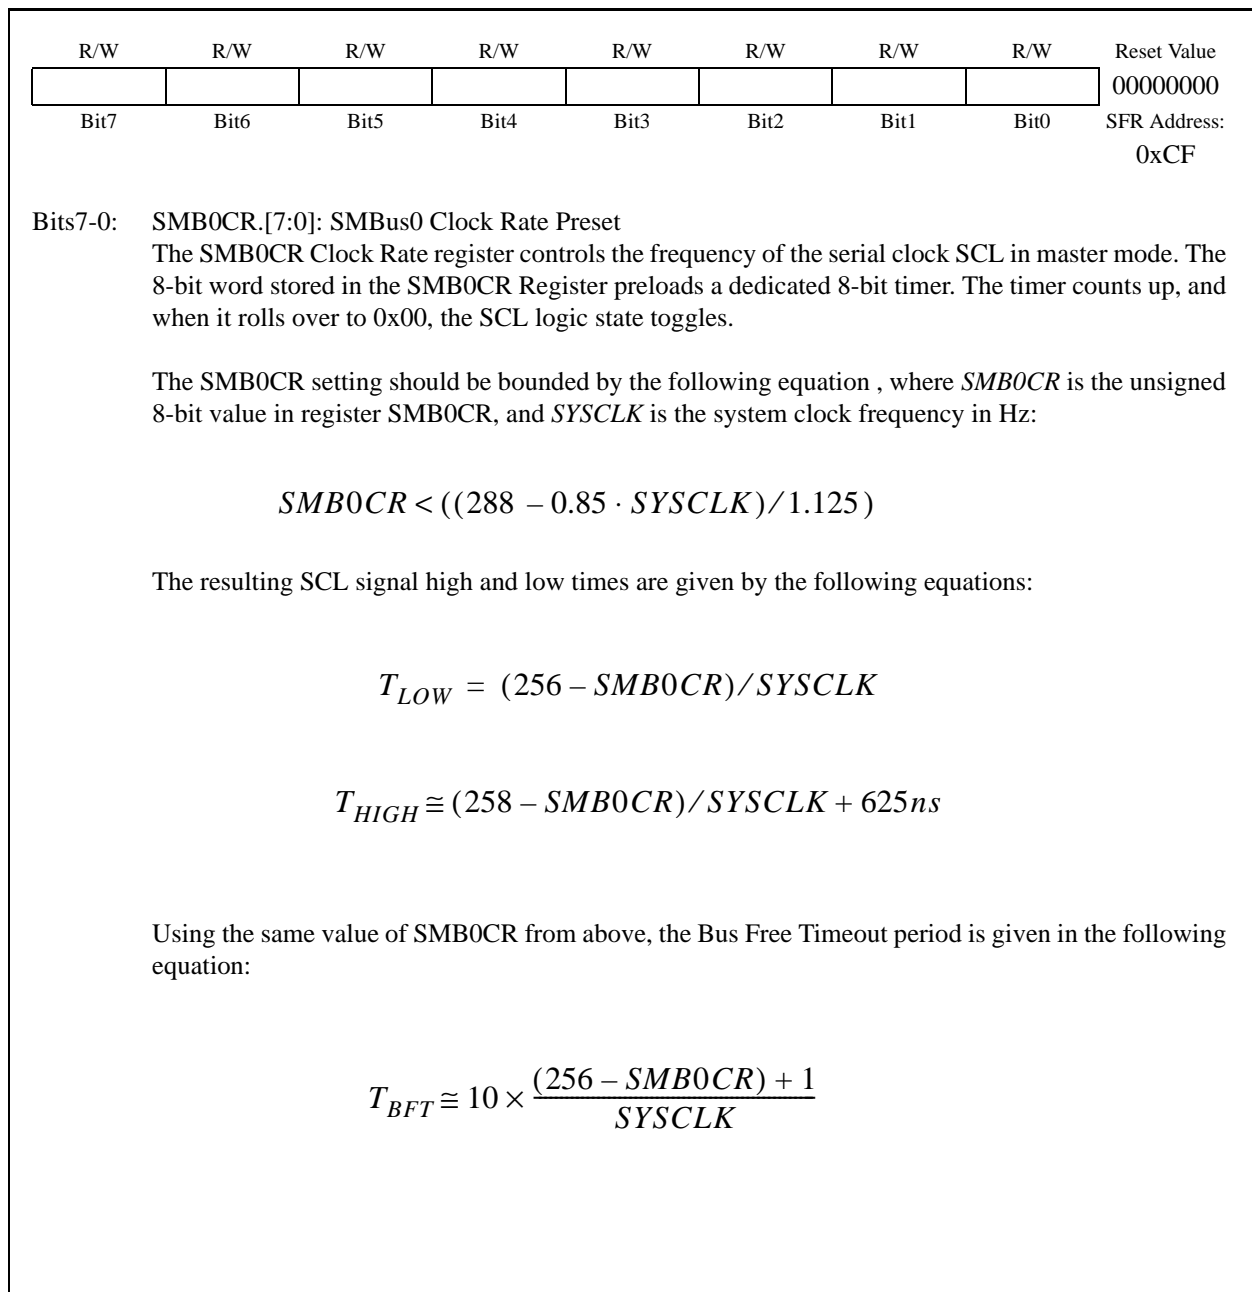 R/W R/W R/W R/W R/W R/W R/W R/W Reset Value
00000000
Bit7 Bit6 Bit5 Bit4 Bit3 Bit2 Bit1 Bit0 SFR Address:
0xCF
Bits7-0: SMB0CR.[7:0]: SMBus0 Clock Rate Preset
The SMB0CR Clock Rate register controls the frequency of the serial clock SCL in master mode. The
8-bit word stored in the SMB0CR Register preloads a dedicated 8-bit timer. The timer counts up, and
when it rolls over to 0x00, the SCL logic state toggles.
The SMB0CR setting should be bounded by the following equation , where SMB0CR is the unsigned
8-bit value in register SMB0CR, and SYSCLK is the system clock frequency in Hz:
SMB0CR < ((288 – 0.85 · SYSCLK)/1.125)
The resulting SCL signal high and low times are given by the following equations:
T_LOW = (256 – SMB0CR)/SYSCLK
T_HIGH ≅ (258 – SMB0CR)/SYSCLK + 625ns
Using the same value of SMB0CR from above, the Bus Free Timeout period is given in the following
equation:
T_BFT ≅ 10 × (256 – SMB0CR) + 1
SYSCLK